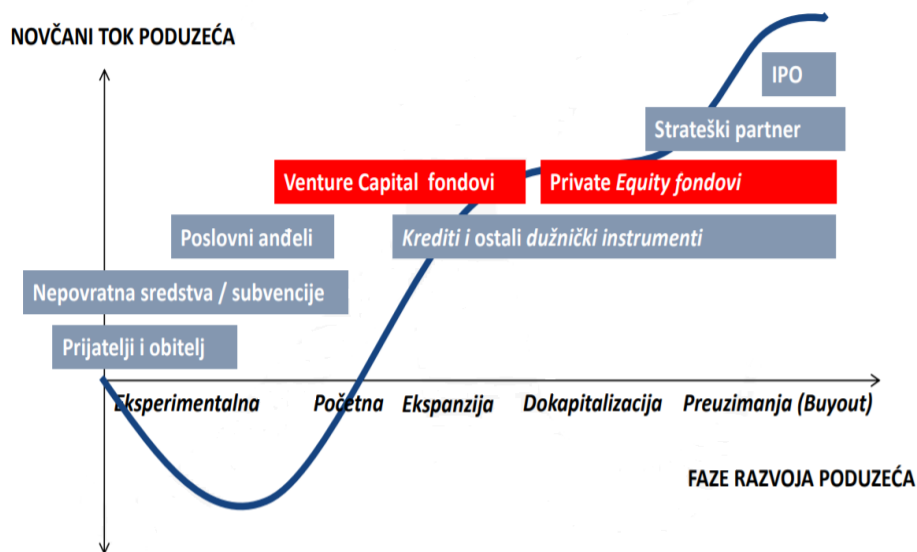 NOVČANI TOK PODUZEĆA
IPO
Strateški partner
Venture Capital fondovi
Private Equity fondovi
Poslovni anđeli
Krediti i ostali dužnički instrumenti
Nepovratna sredstva / subvencije
Prijatelji i obitelj
Eksperimentalna
Početna
Ekspanzija
Dokapitalizacija
Preuzimanja (Buyout)
FAZE RAZVOJA PODUZEĆA